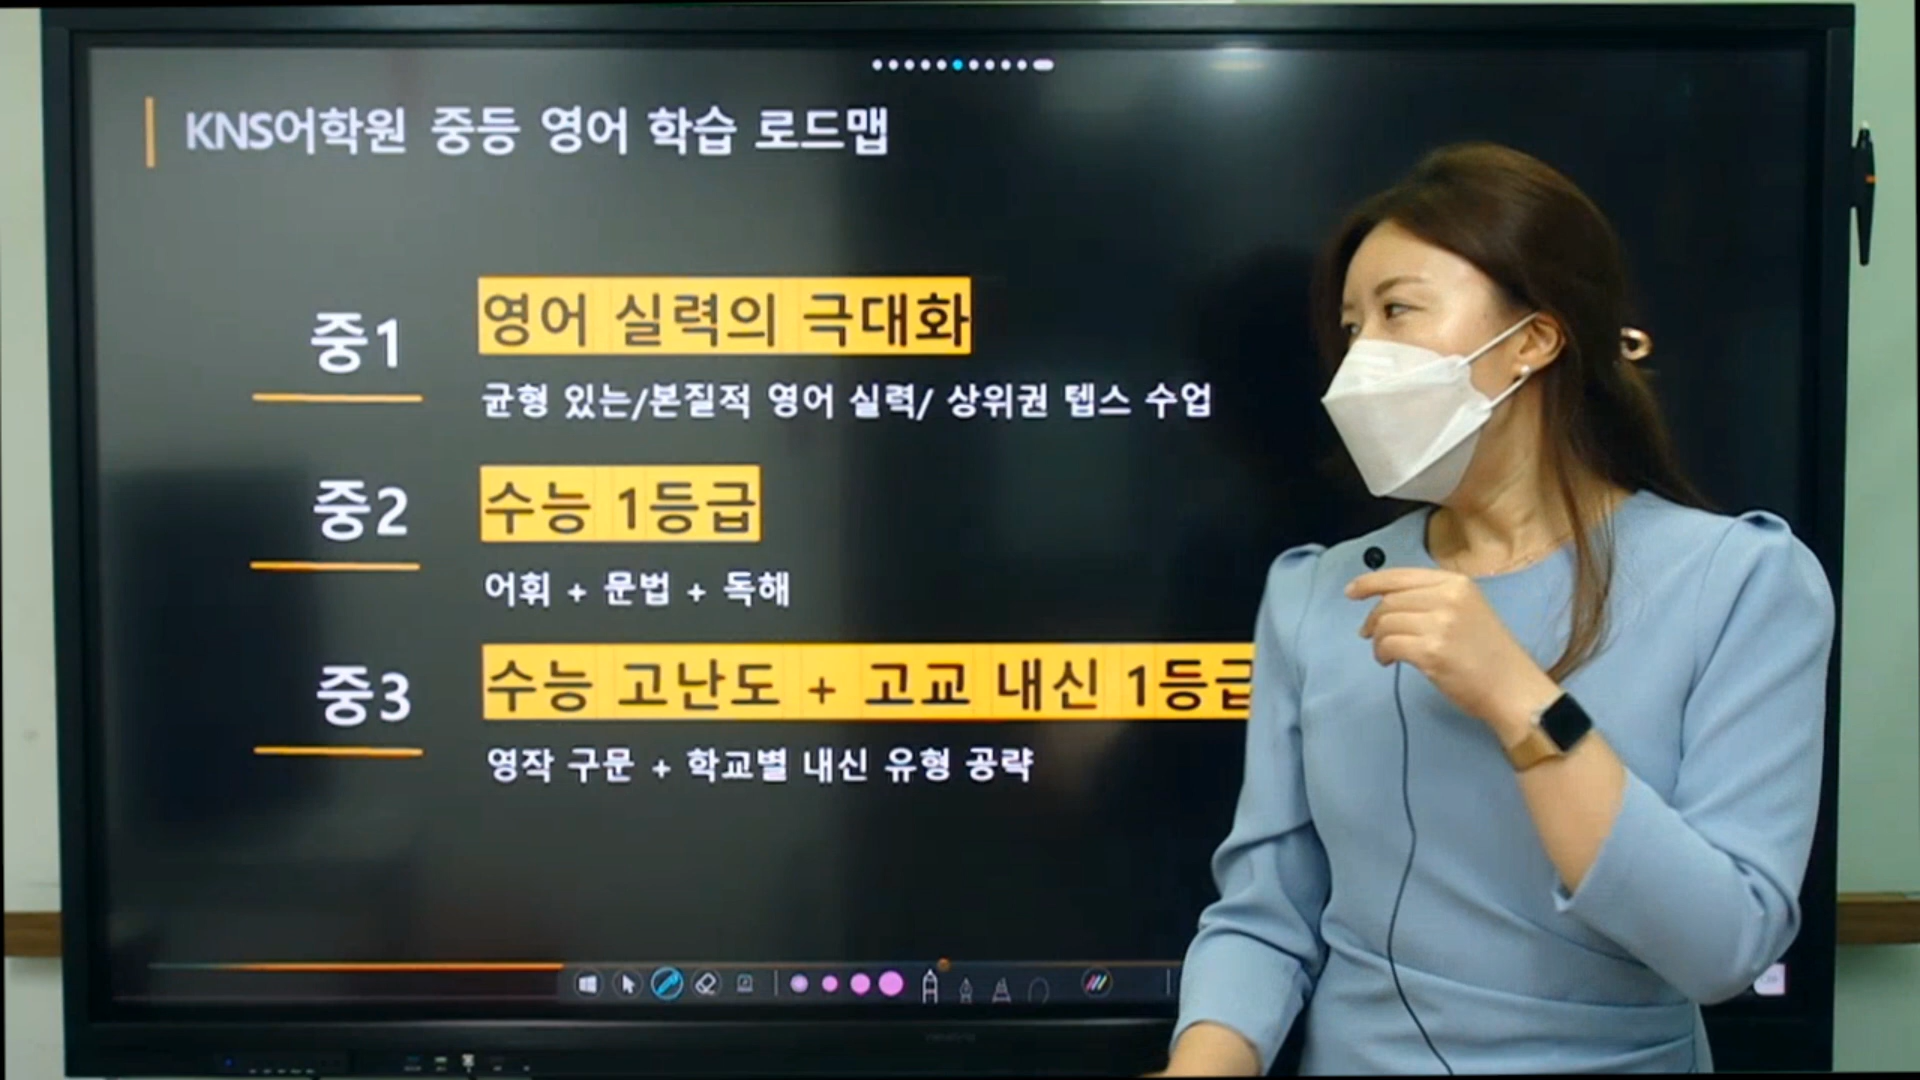 KNS어학원 중등 영어 학습 로드맵
중1
영어 실력의 극대화
균형 있는/본질적 영어 실력/ 상위권 텝스 수업
중2
수능 1등급
어휘 + 문법 + 독해
중3
수능 고난도 + 고교 내신 1등급
영작 구문 + 학교별 내신 유형 공략